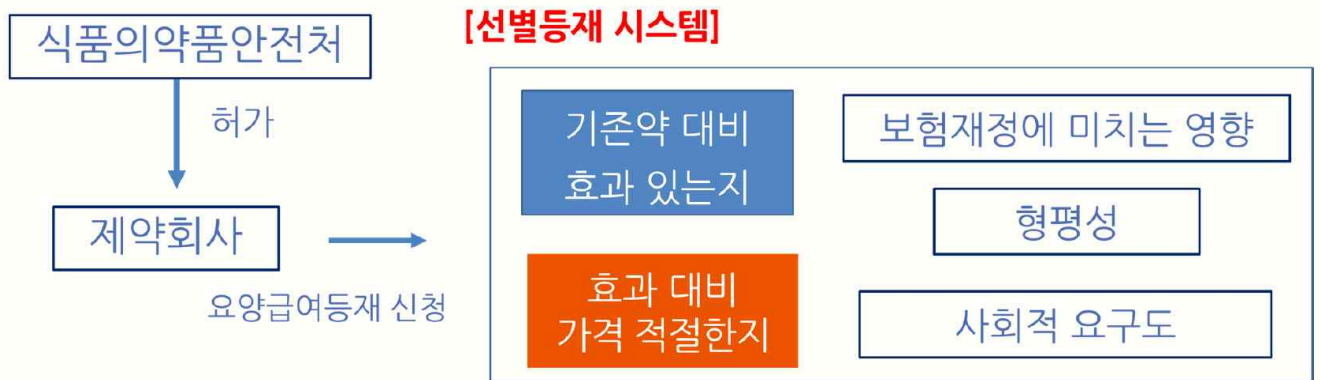 식품의약품안전처
허가
제약회사
요양급여등재 신청
[선별등재 시스템]
기존약 대비
효과 있는지
효과 대비
가격 적절한지
보험재정에 미치는 영향
형평성
사회적 요구도